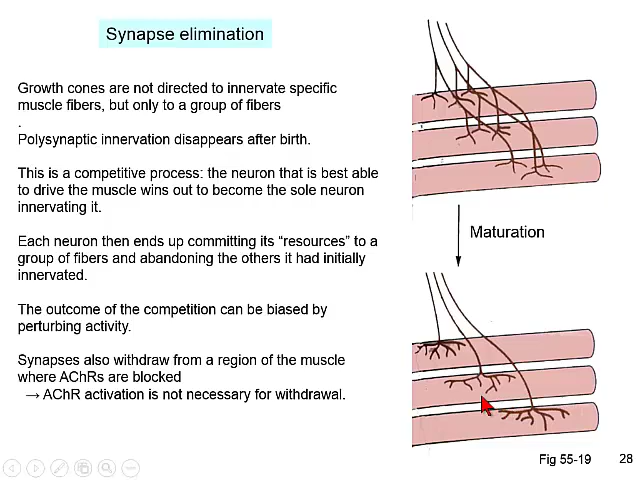 Synapse elimination
Growth cones are not directed to innervate specific
muscle fibers, but only to a group of fibers
.
Polysynaptic innervation disappears after birth.
This is a competitive process: the neuron that is best able
to drive the muscle wins out to become the sole neuron
innervating it.
Each neuron then ends up committing its “resources” to a
group of fibers and abandoning the others it had initially
innervated.
The outcome of the competition can be biased by
perturbing activity.
Synapses also withdraw from a region of the muscle
where AChRs are blocked
→ AChR activation is not necessary for withdrawal.
Maturation
Fig 55-19
28